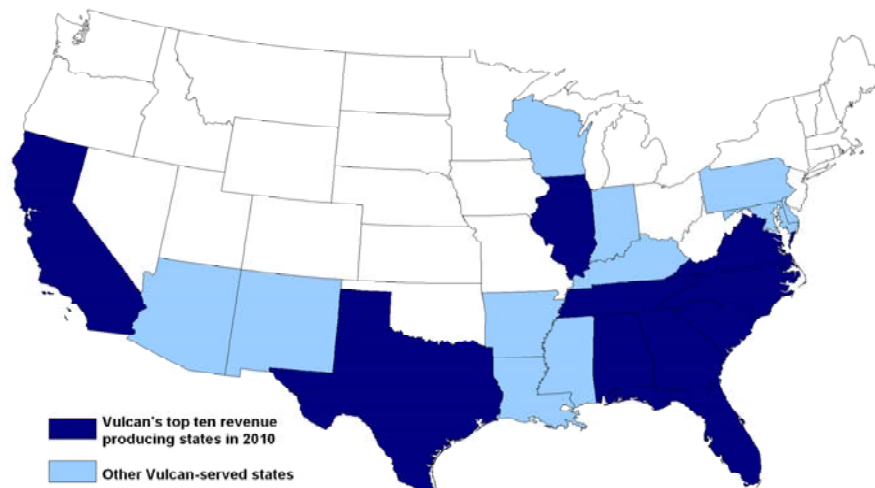 Vulcan's top ten revenue
producing states in 2010
Other Vulcan-served states